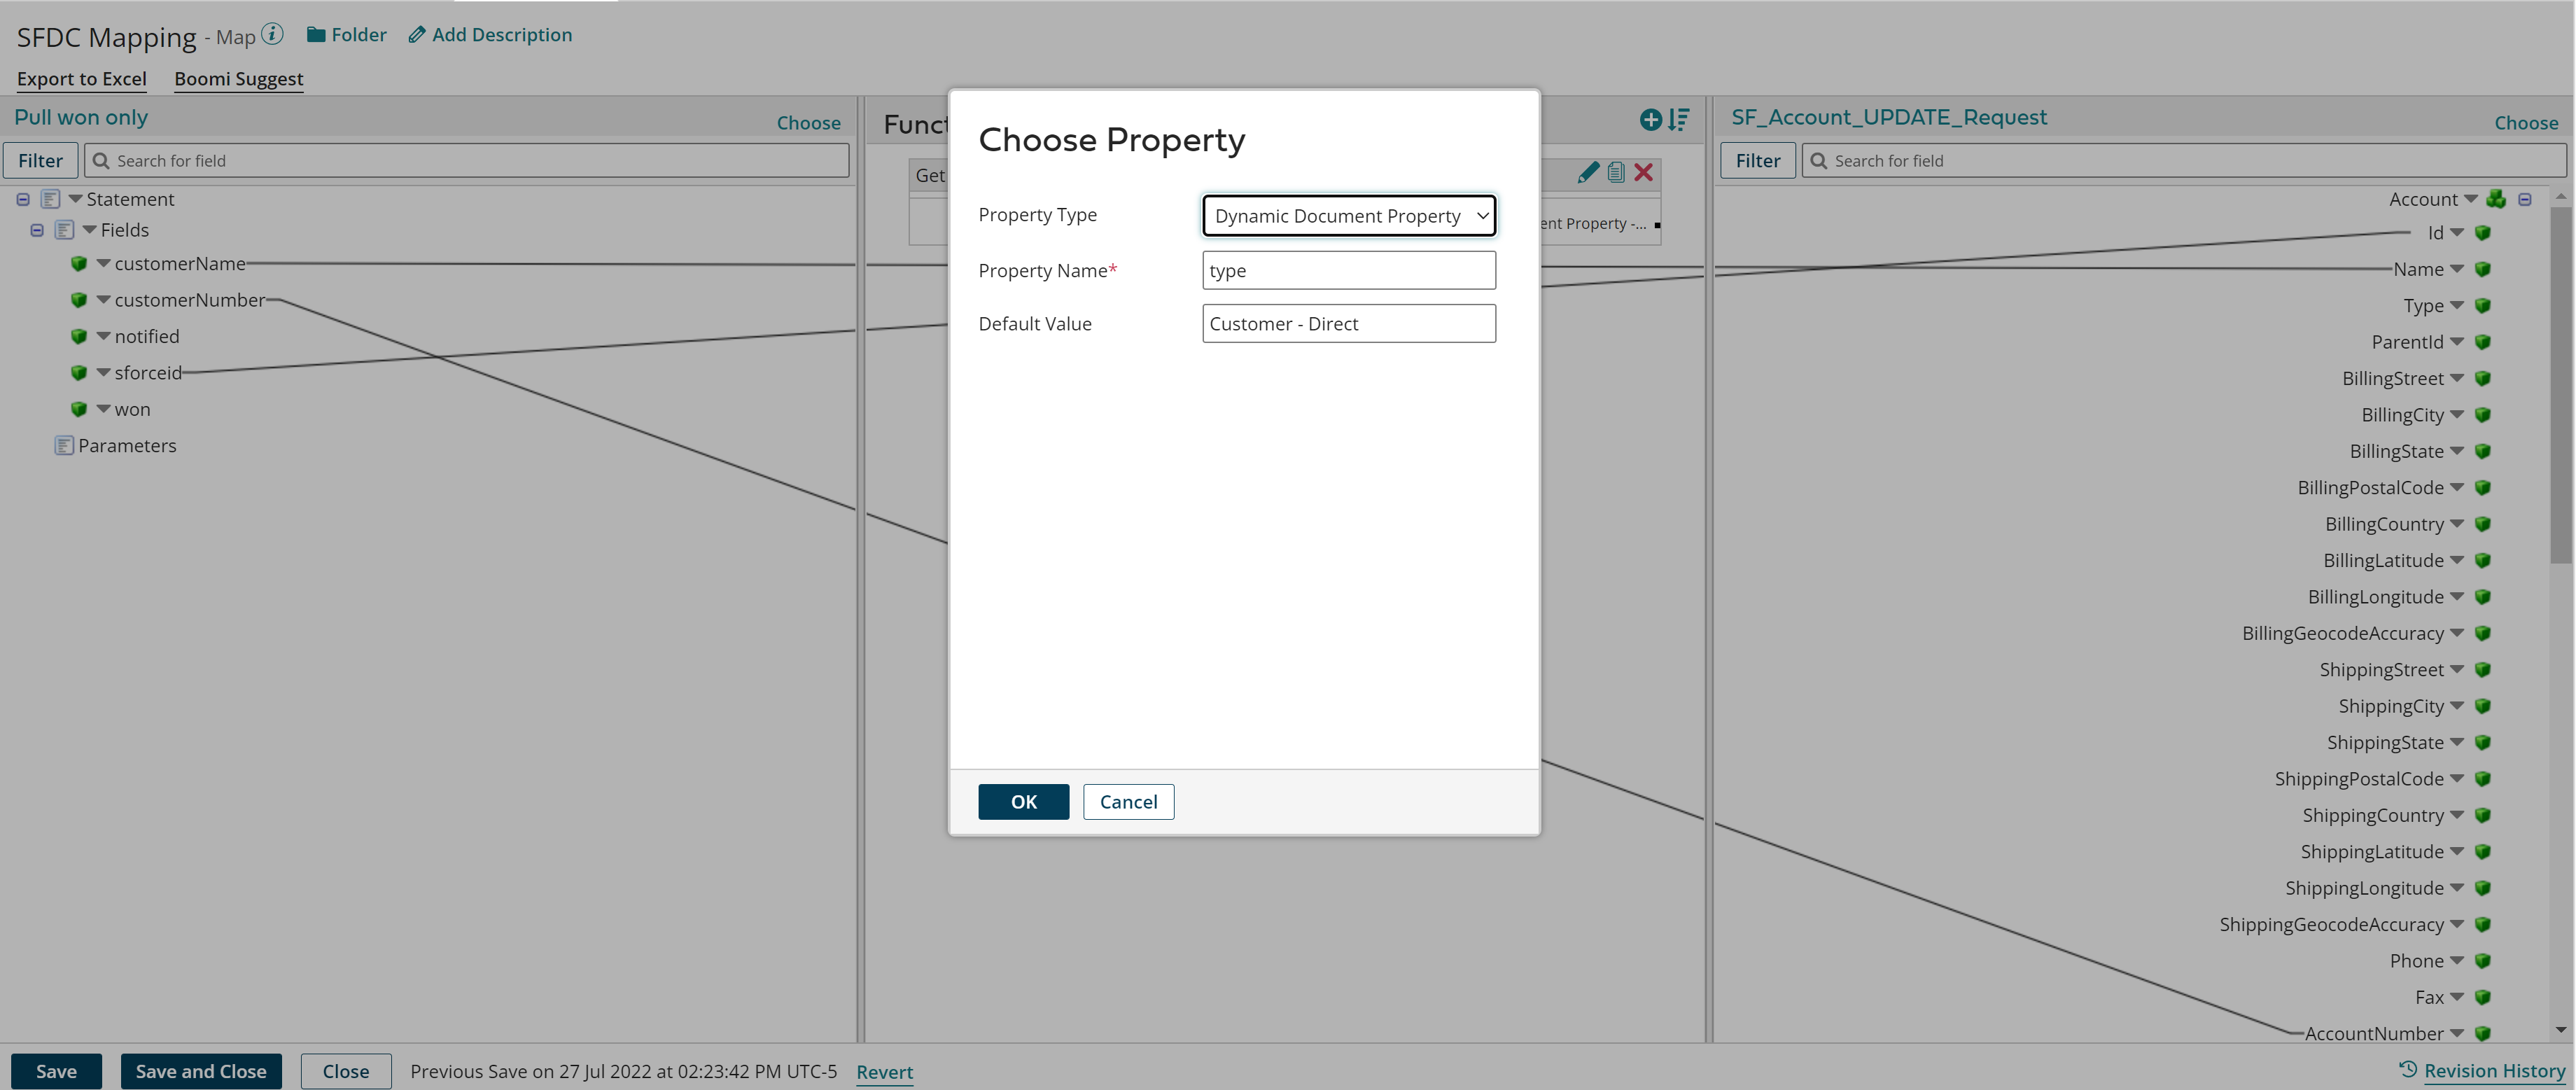 SFDC Mapping - Map i Folder Add Description
Export to Excel Boomi Suggest
Pull won only Choose
Filter Search for field
Statement
Fields
customerName
customerNumber
notified
sforceid
won
Parameters
Funct
Get
ent Property -...
Choose Property
Property Type Dynamic Document Property
Property Name* type
Default Value Customer - Direct
OK Cancel
SF_Account_UPDATE_Request Choose
Filter Search for field
Account
Id
Name
Type
ParentId
BillingStreet
BillingCity
BillingState
BillingPostalCode
BillingCountry
BillingLatitude
BillingLongitude
BillingGeocodeAccuracy
ShippingStreet
ShippingCity
ShippingState
ShippingPostalCode
ShippingCountry
ShippingLatitude
ShippingLongitude
ShippingGeocodeAccuracy
Phone
Fax
AccountNumber
Save Save and Close Close Previous Save on 27 Jul 2022 at 02:23:42 PM UTC-5 Revert Revision History